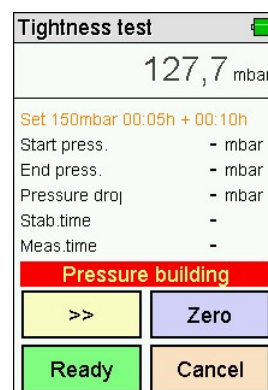 Tightness test
127,7 mbar
Set 150mbar 00:05h + 00:10h
Start press. - mbar
End press. - mbar
Pressure drop
- mbar
Stab.time -
Meas.time -
Pressure building
>> Zero
Ready Cancel